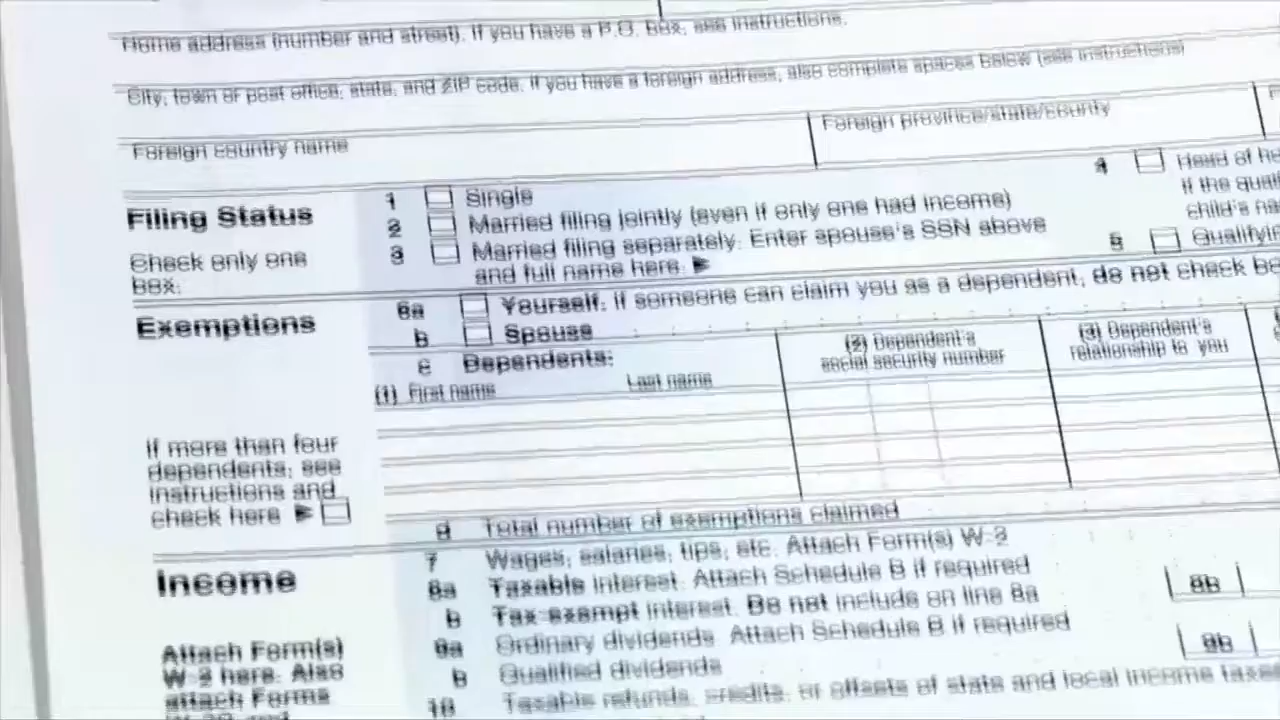 Home address (number and street). If you have a P.O. box, see instructions.
City, town or post office, state, and ZIP code. If you have a foreign address, also complete spaces below (see instructions)
Foreign country name
Foreign province/state/county
Filing Status
Check only one
box.
1 Single
2 Married filing jointly (even if only one had income)
3 Married filing separately. Enter spouse's SSN above
and full name here. ▶
4 Head of
If the
child's
5
Exemptions
6a Yourself. If someone can claim you as a dependent, do not check
b Spouse
c Dependents:
(1) First name Last name
(2) Dependent's
social security number
(3) Dependent's
relationship to you
If more than four
dependents, see
instructions and
check here ▶
d Total number of exemptions claimed
Income
7 Wages, salaries, tips, etc. Attach Form(s) W-2
8a Taxable interest. Attach Schedule B if required
b Tax-exempt interest. Do not include on line 8a
8b
9a Ordinary dividends. Attach Schedule B if required
b Qualified dividends
9b
10 Taxable refunds, credits, or offsets of state and local income
Attach Form(s)
W-2 here. Also
attach Forms
W-2G and